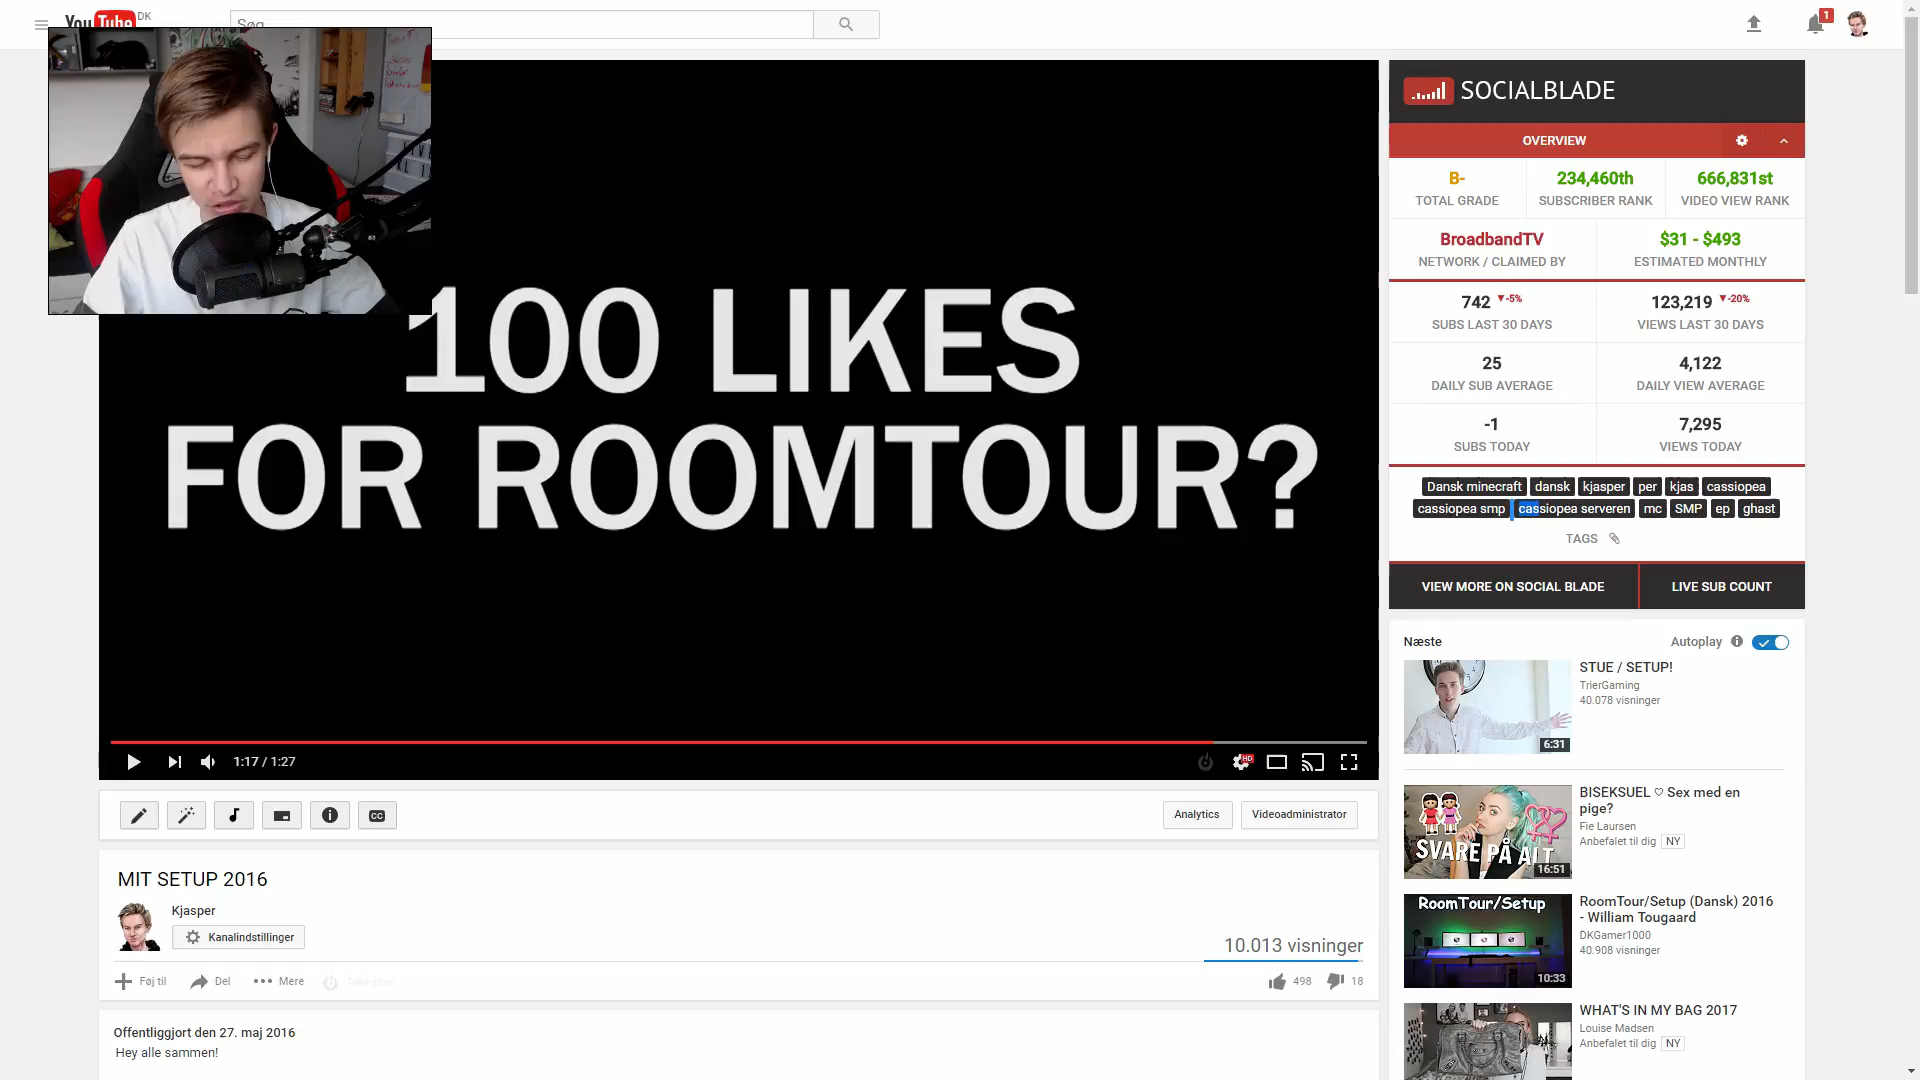 YouTube DK
Søg
1
100 LIKES
FOR ROOMTOUR?
1:17 / 1:27
HD
CC
Analytics
Videoadministrator
MIT SETUP 2016
Kjasper
Kanalindstillinger
10.013 visninger
Føj til
Del
Mere
498
18
Offentliggjort den 27. maj 2016
Hey alle sammen!
SOCIALBLADE
OVERVIEW
B-
TOTAL GRADE
234,460th
SUBSCRIBER RANK
666,831st
VIDEO VIEW RANK
BroadbandTV
NETWORK / CLAIMED BY
$31 - $493
ESTIMATED MONTHLY
742 ▼-5%
SUBS LAST 30 DAYS
123,219 ▼-20%
VIEWS LAST 30 DAYS
25
DAILY SUB AVERAGE
4,122
DAILY VIEW AVERAGE
-1
SUBS TODAY
7,295
VIEWS TODAY
Dansk minecraft dansk kjasper per kjas cassiopea
cassiopea smp cassiopea serveren mc SMP ep ghast
TAGS
VIEW MORE ON SOCIAL BLADE
LIVE SUB COUNT
Næste
Autoplay
6:31
STUE / SETUP!
TrierGaming
40.078 visninger
SVARE PÅ ALT
16:51
BISEKSUEL ♡ Sex med en
pige?
Fie Laursen
Anbefalet til dig NY
RoomTour/Setup
10:33
RoomTour/Setup (Dansk) 2016
- William Tougaard
DKGamer1000
40.908 visninger
WHAT'S IN MY BAG 2017
Louise Madsen
Anbefalet til dig NY